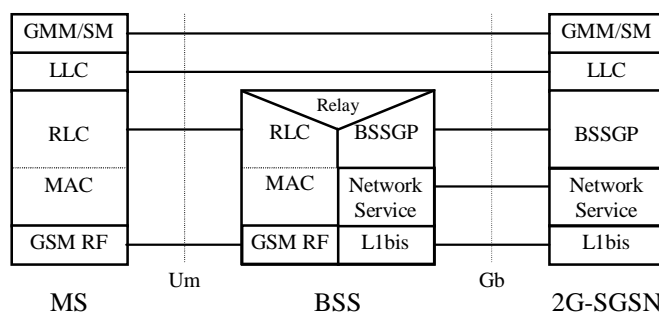 GMM/SM
GMM/SM
LLC
LLC
Relay
RLC
RLC
BSSGP
BSSGP
MAC
MAC
Network
Service
Network
Service
GSM RF
GSM RF
L1bis
L1bis
Um
Gb
MS
BSS
2G-SGSN